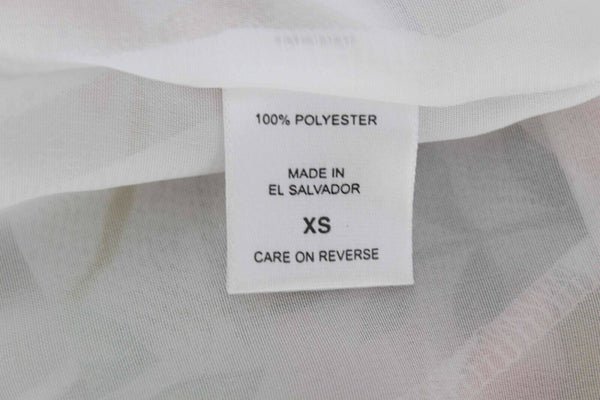 100% POLYESTER
MADE IN
EL SALVADOR
XS
CARE ON REVERSE